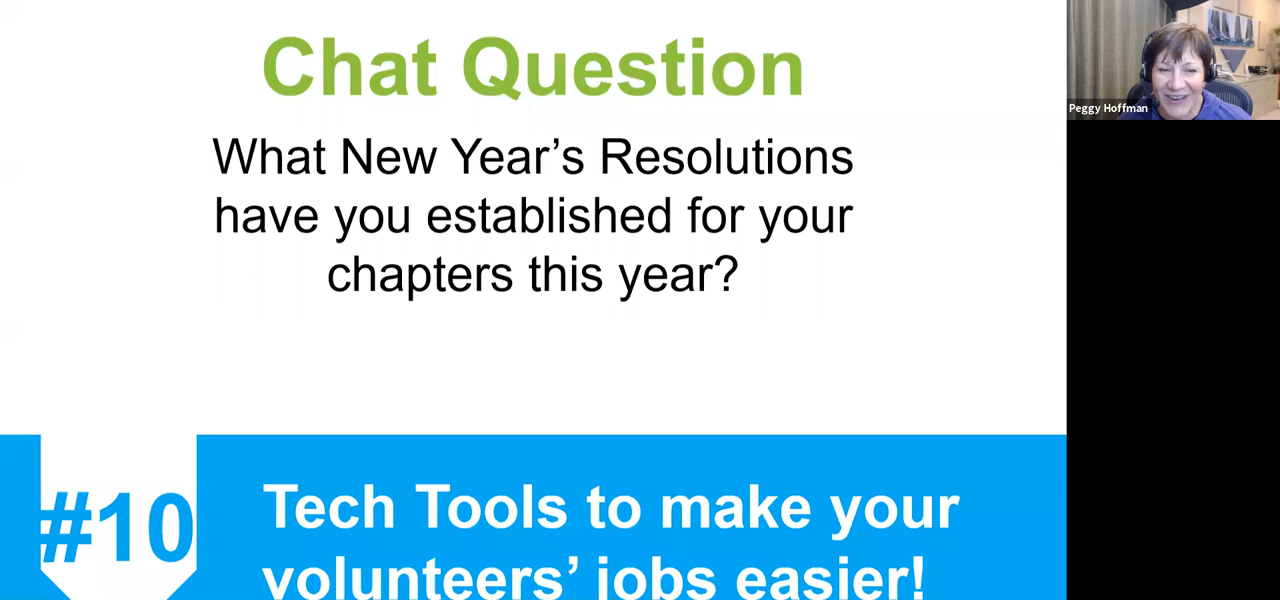 Chat Question
What New Year’s Resolutions
have you established for your
chapters this year?
Peggy Hoffman
#10
Tech Tools to make your
volunteers’ jobs easier!